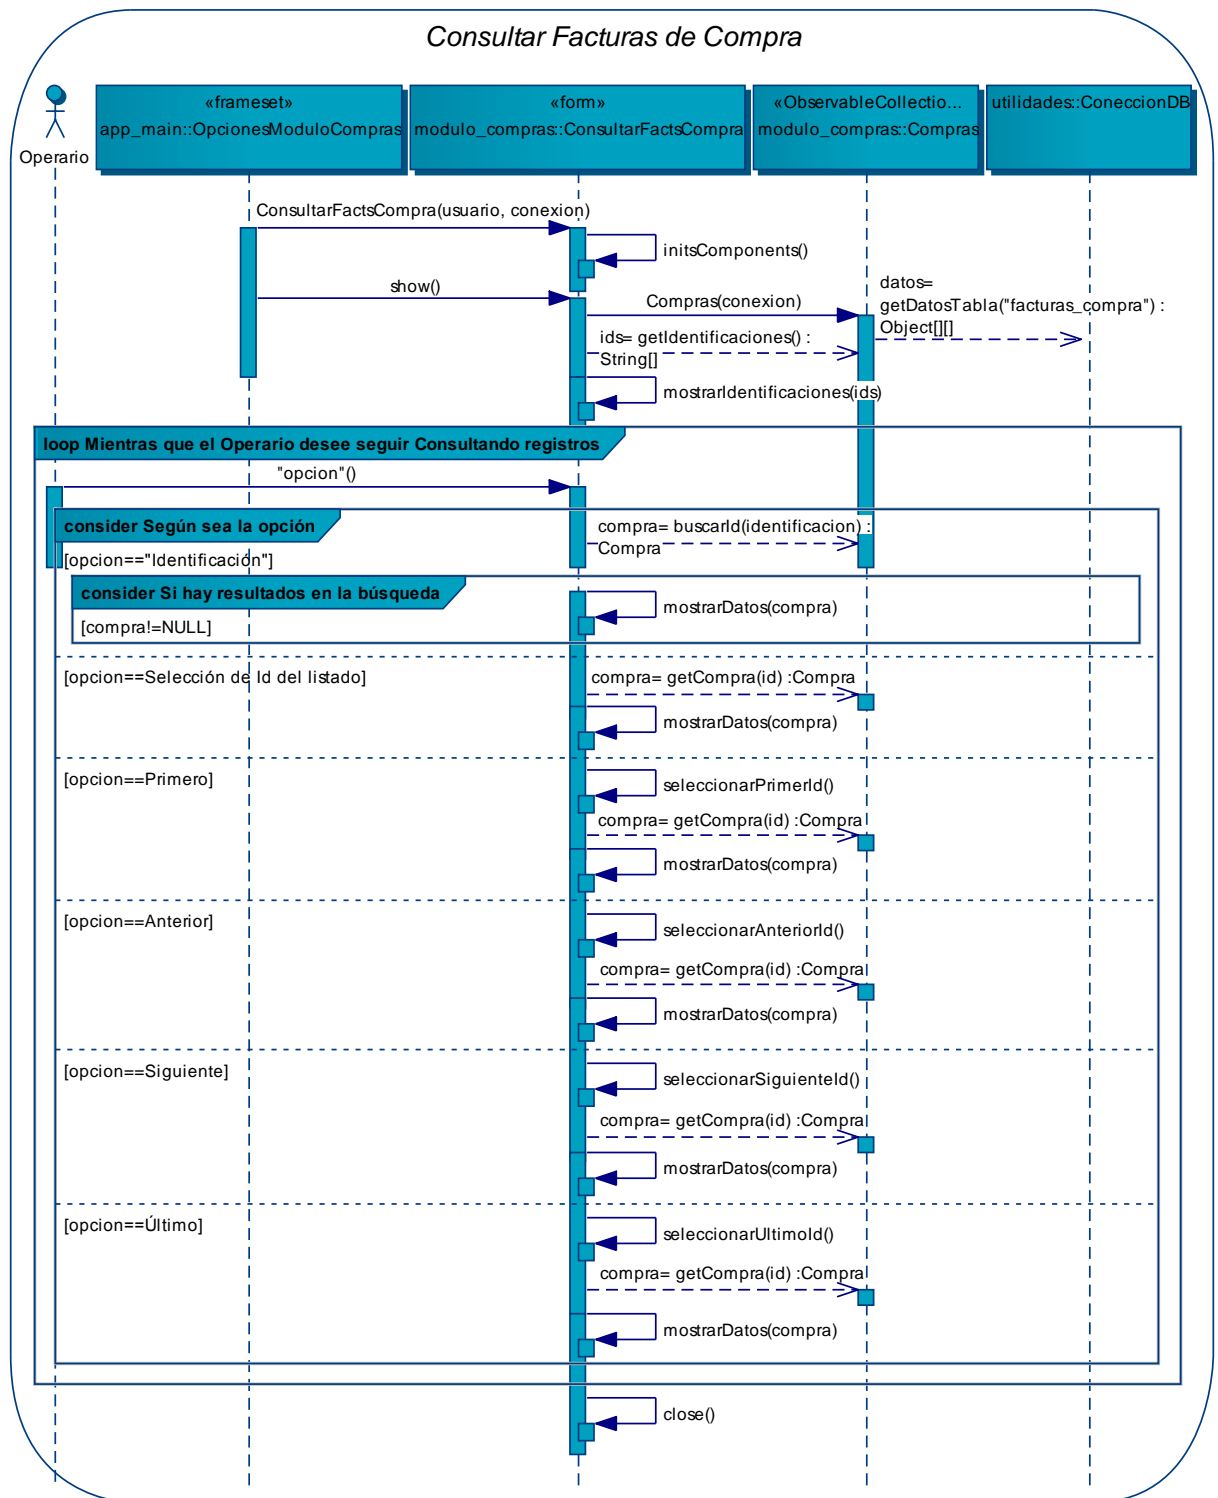 Consultar Facturas de Compra
Operario
«frameset»
app_main::OpcionesModuloCompras
«form»
modulo_compras::ConsultarFactsCompra
«ObservableCollectio...
modulo_compras::Compras
utilidades::ConeccionDB
ConsultarFactsCompra(usuario, conexion)
initsComponents()
show()
Compras(conexion)
datos=
getDatosTabla("facturas_compra") :
Object[][]
ids= getIdentificaciones() :
String[]
mostrarIdentificaciones(ids)
loop Mientras que el Operario desee seguir Consultando registros
"opcion"()
consider Según sea la opción
compra= buscarId(identificacion) :
Compra
[opcion=="Identificación"]
consider Si hay resultados en la búsqueda
mostrarDatos(compra)
[compra!=NULL]
[opcion==Selección de Id del listado]
compra= getCompra(id) :Compra
mostrarDatos(compra)
[opcion==Primero]
seleccionarPrimerId()
compra= getCompra(id) :Compra
mostrarDatos(compra)
[opcion==Anterior]
seleccionarAnteriorId()
compra= getCompra(id) :Compra
mostrarDatos(compra)
[opcion==Siguiente]
seleccionarSiguienteId()
compra= getCompra(id) :Compra
mostrarDatos(compra)
[opcion==Último]
seleccionarUltimoId()
compra= getCompra(id) :Compra
mostrarDatos(compra)
close()